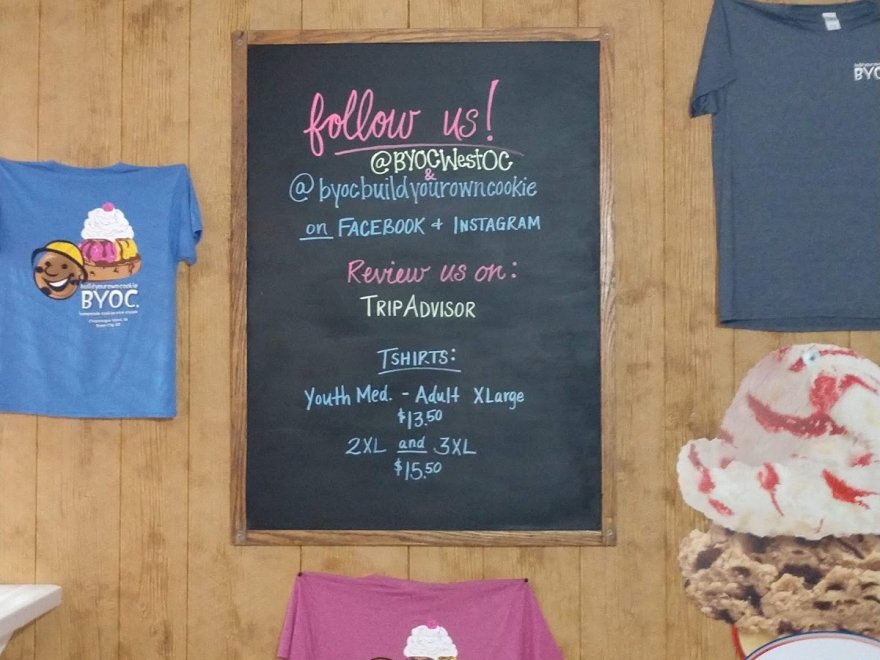 follow us!
@BYOCWestOC
&
@byocbuildyourowncookie
on FACEBOOK + INSTAGRAM
Review us on:
TRIPADVISOR
TSHIRTS:
Youth Med. - Adult XLarge
$13.50
2XL and 3XL
$15.50
buildyourowncookie
BYOC.